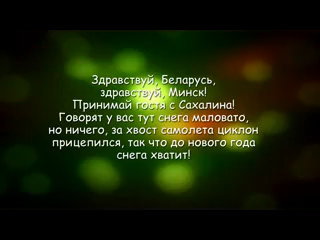 Здравствуй, Беларусь,
здравствуй, Минск!
Принимай гостя с Сахалина!
Говорят у вас тут снега маловато,
но ничего, за хвост самолета циклон
прицепился, так что до нового года
снега хватит!